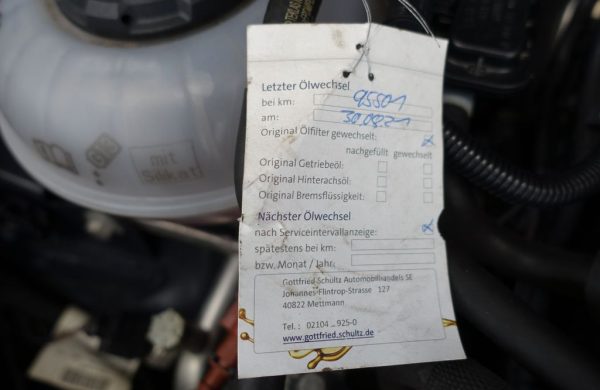 Letzter Ölwechsel
bei km: 95501
am: 30.08.21
Original Ölfilter gewechselt: x
nachgefüllt gewechselt
Original Getriebeöl:
Original Hinterachsöl:
Original Bremsflüssigkeit:
Nächster Ölwechsel
nach Serviceintervallanzeige: x
spätestens bei km:
bzw. Monat / Jahr:
Gottfried Schultz Automobilhandels SE
Johannes-Flintrop-Strasse 127
40822 Mettmann
Tel.: 02104 925-0
www.gottfried.schultz.de
mit
Silikat!